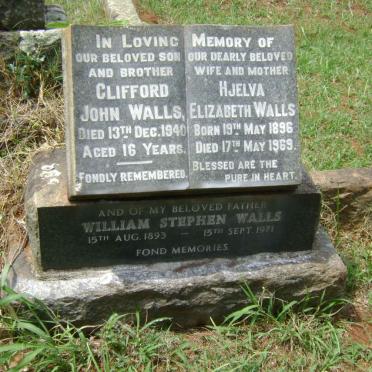 In Loving
our beloved son
and brother
Clifford
John Walls,
Died 13th Dec. 1940
Aged 16 Years.
Fondly remembered.
Memory of
our dearly beloved
wife and mother
Hjelva
Elizabeth Walls
Born 19th May 1896
Died 17th May 1969.
Blessed are the
pure in heart.
And of my beloved father
William Stephen Walls
15th Aug. 1893 – 15th Sept. 1971
Fond memories.